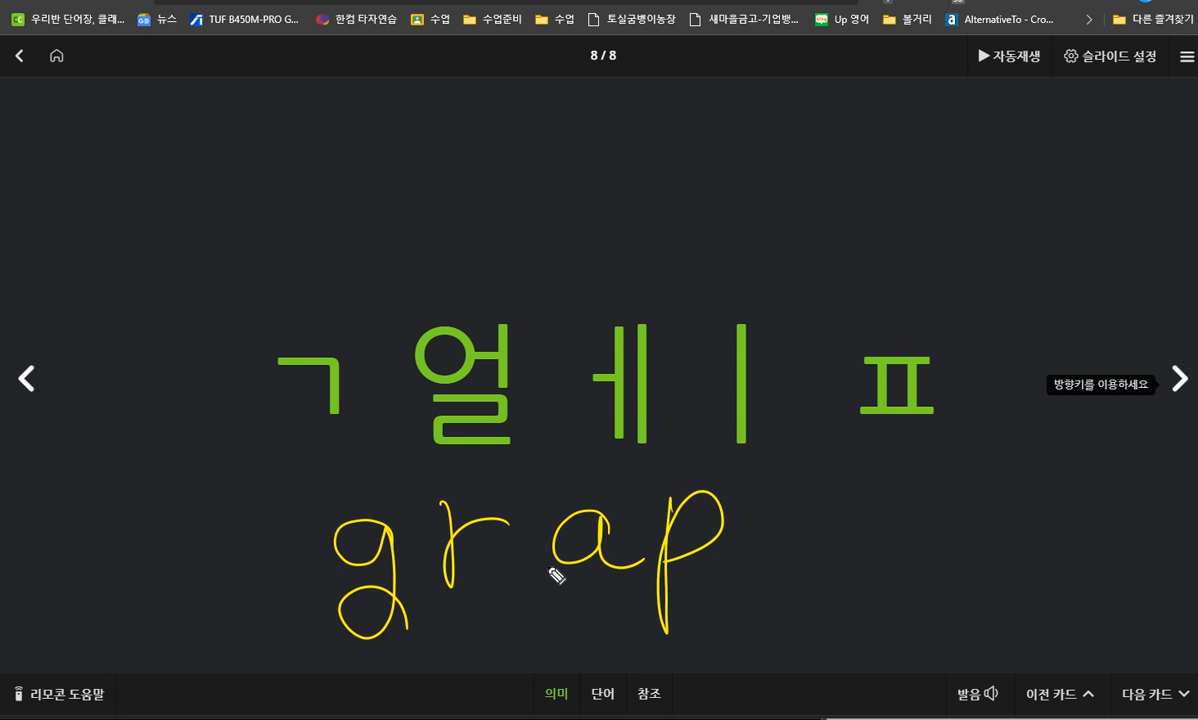 우리반 단어장, 클래... 뉴스 TUF B450M-PRO G... 한컴 타자연습 수업 수업준비 수업 토실굼벵이농장 새마을금고-기업뱅... Up 영어 볼거리 AlternativeTo - Cro... 다른 즐겨찾기
8 / 8 자동재생 슬라이드 설정
ㄱ 얼 ㅔ ㅣ ㅍ
방향키를 이용하세요
g r a p
리모콘 도움말 의미 단어 참조 발음 이전 카드 다음 카드